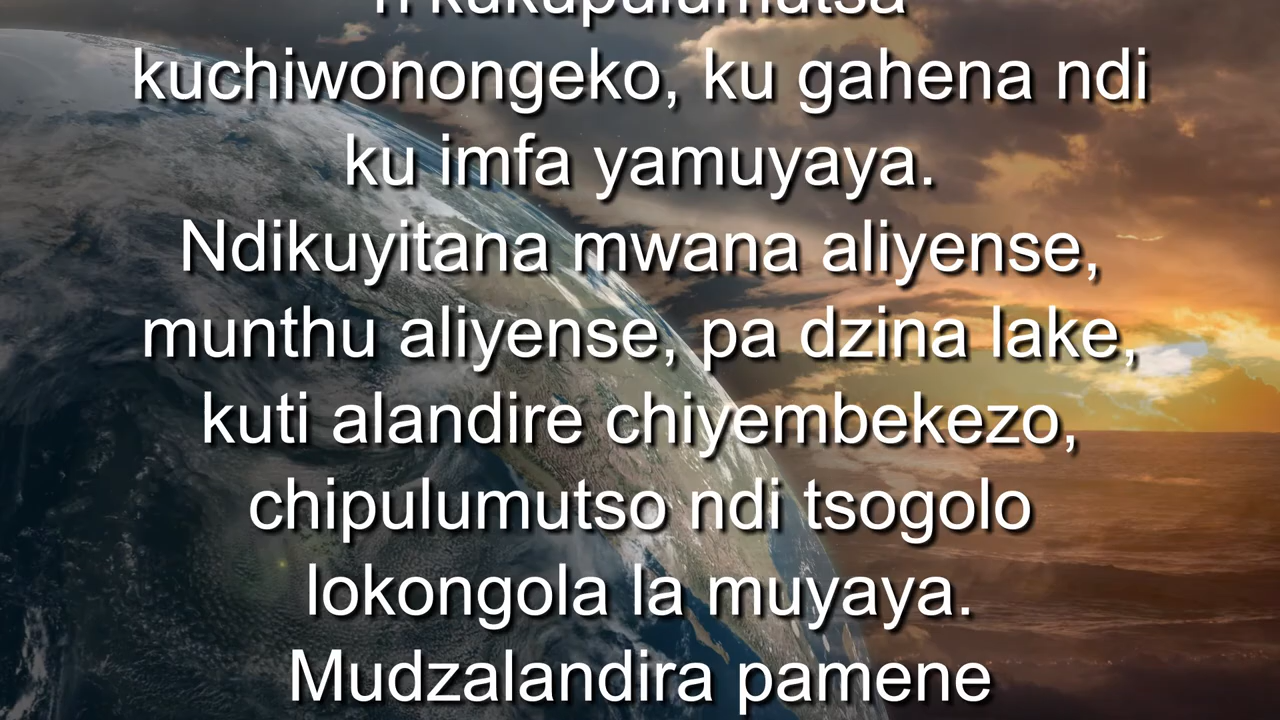 kukupulumutsa
kuchiwonongeko, ku gahena ndi
ku imfa yamuyaya.
Ndikuyitana mwana aliyense,
munthu aliyense, pa dzina lake,
kuti alandire chiyembekezo,
chipulumutso ndi tsogolo
lokongola la muyaya.
Mudzalandira pamene